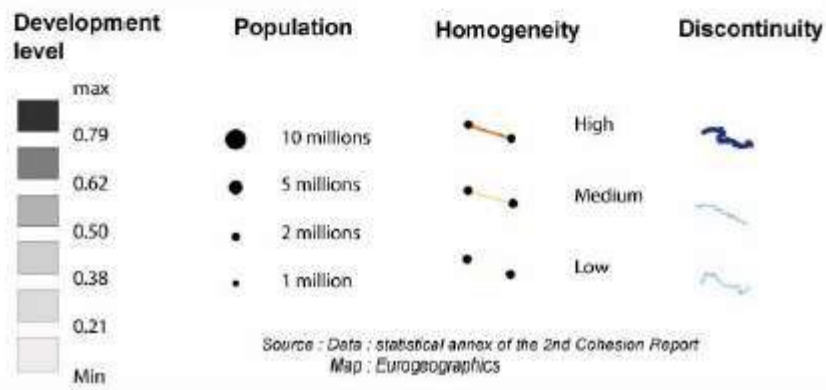 Development level
Population
Homogeneity
Discontinuity
max
0.79
0.62
0.50
0.38
0.21
Min
10 millions
5 millions
2 millions
1 million
High
Medium
Low
Source : Data : statistical annex of the 2nd Cohesion Report
Map : Eurogeographics